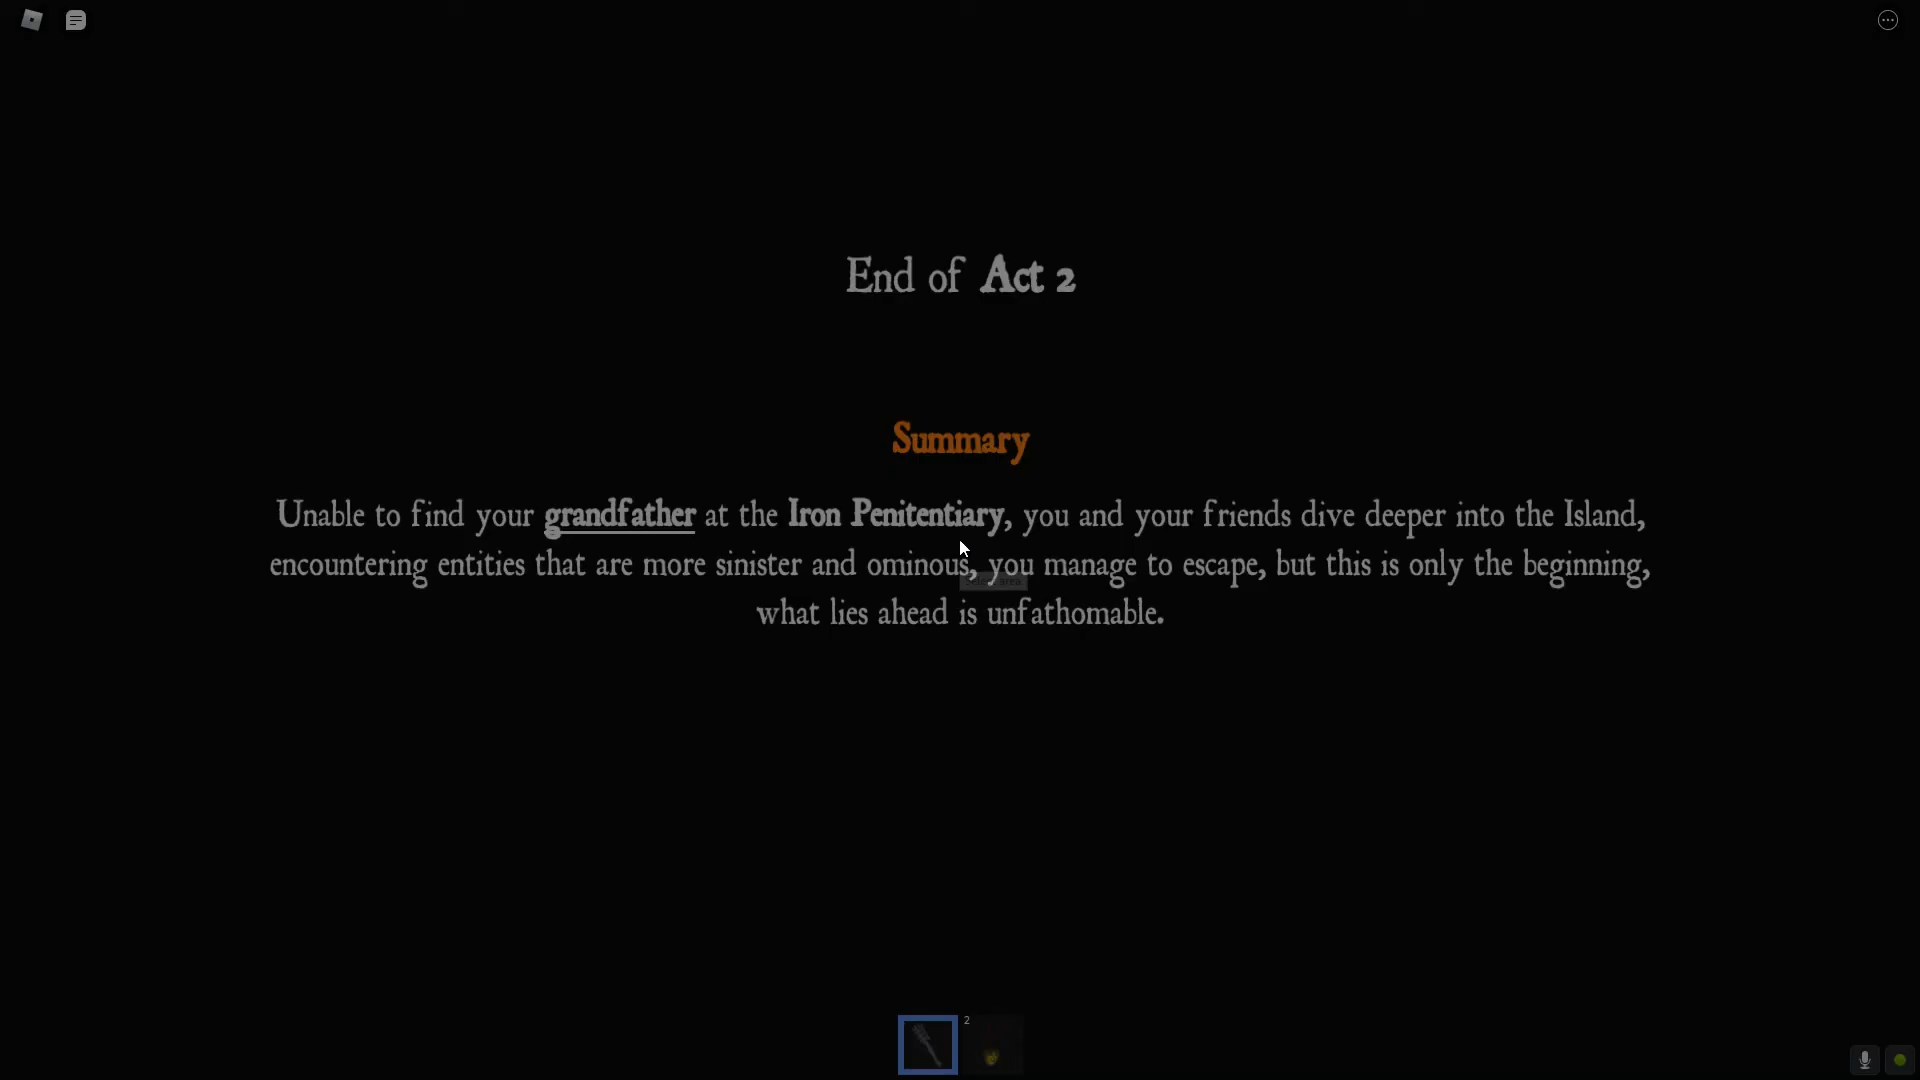 End of Act 2
Summary
Unable to find your grandfather at the Iron Penitentiary, you and your friends dive deeper into the Island,
encountering entities that are more sinister and ominous, you manage to escape, but this is only the beginning,
what lies ahead is unfathomable.
2